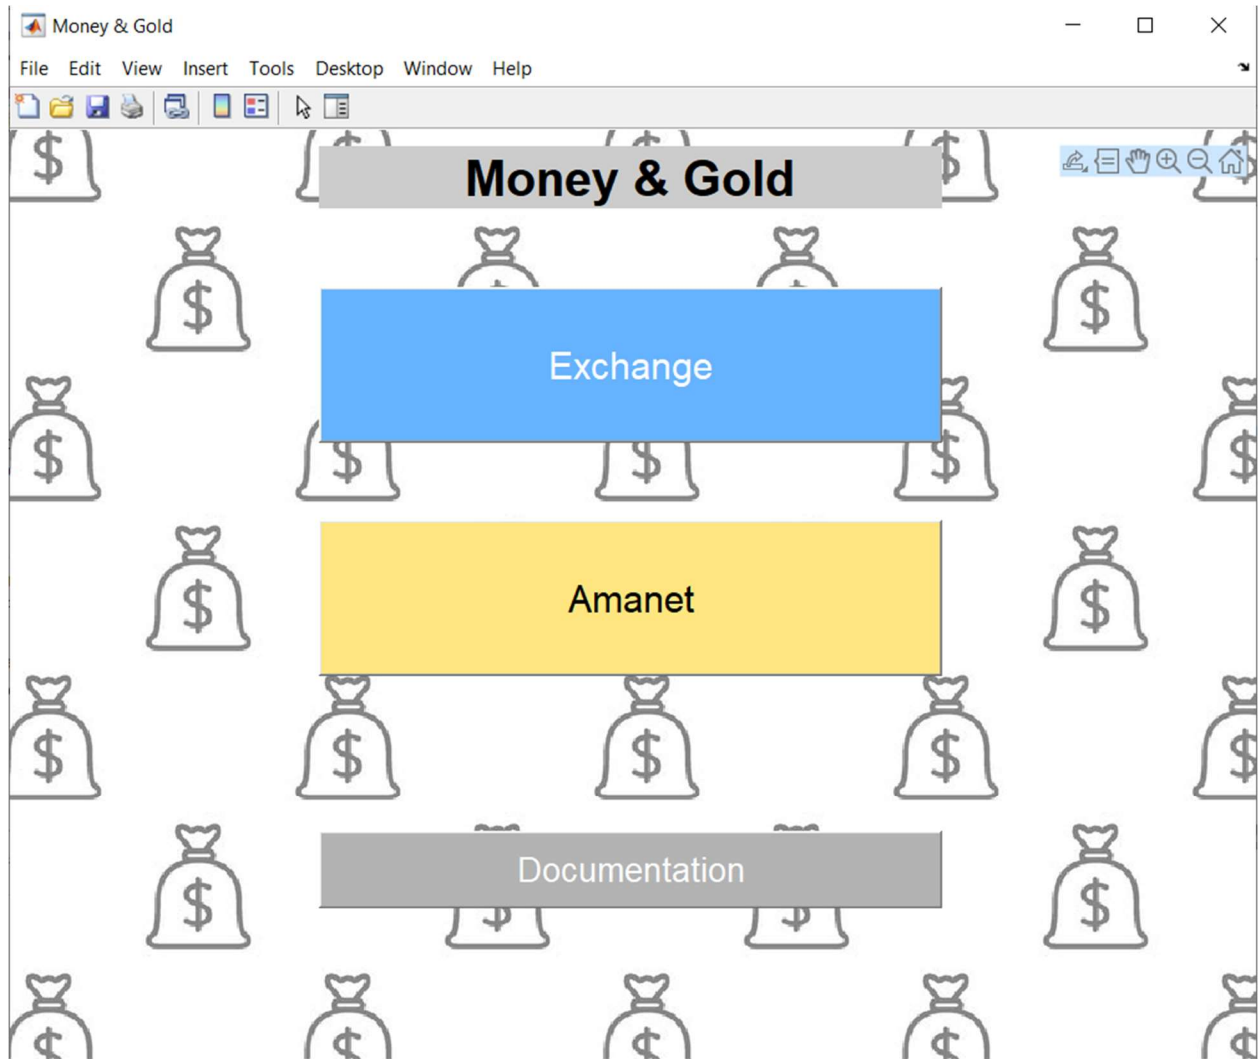 Money & Gold
File Edit View Insert Tools Desktop Window Help
Money & Gold
Exchange
Amanet
Documentation